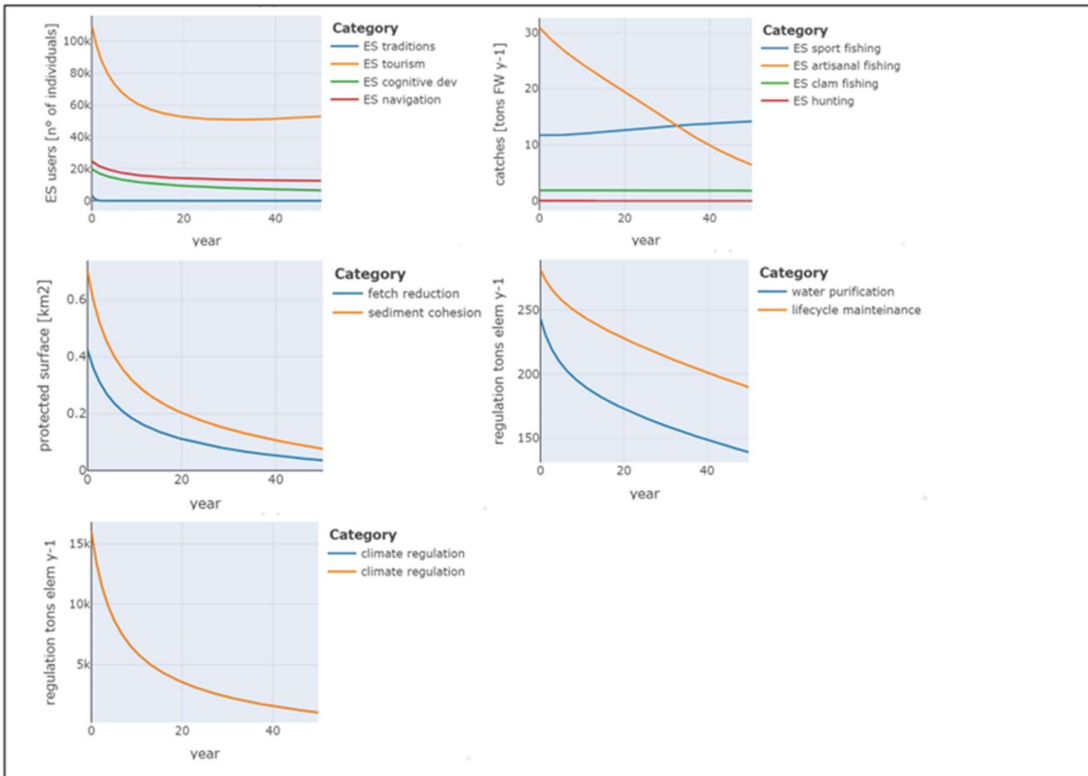 ES users [n° of individuals]
100k
80k
60k
40k
20k
0
0
20
40
year
Category
ES traditions
ES tourism
ES cognitive dev
ES navigation
catches [tons FW y-1]
30
20
10
0
0
20
40
year
Category
ES sport fishing
ES artisanal fishing
ES clam fishing
ES hunting
protected surface [km2]
0.6
0.4
0.2
0
0
20
40
year
Category
fetch reduction
sediment cohesion
regulation tons elem y-1
250
200
150
0
20
40
year
Category
water purification
lifecycle mainteinance
regulation tons elem y-1
15k
10k
5k
0
20
40
year
Category
climate regulation
climate regulation